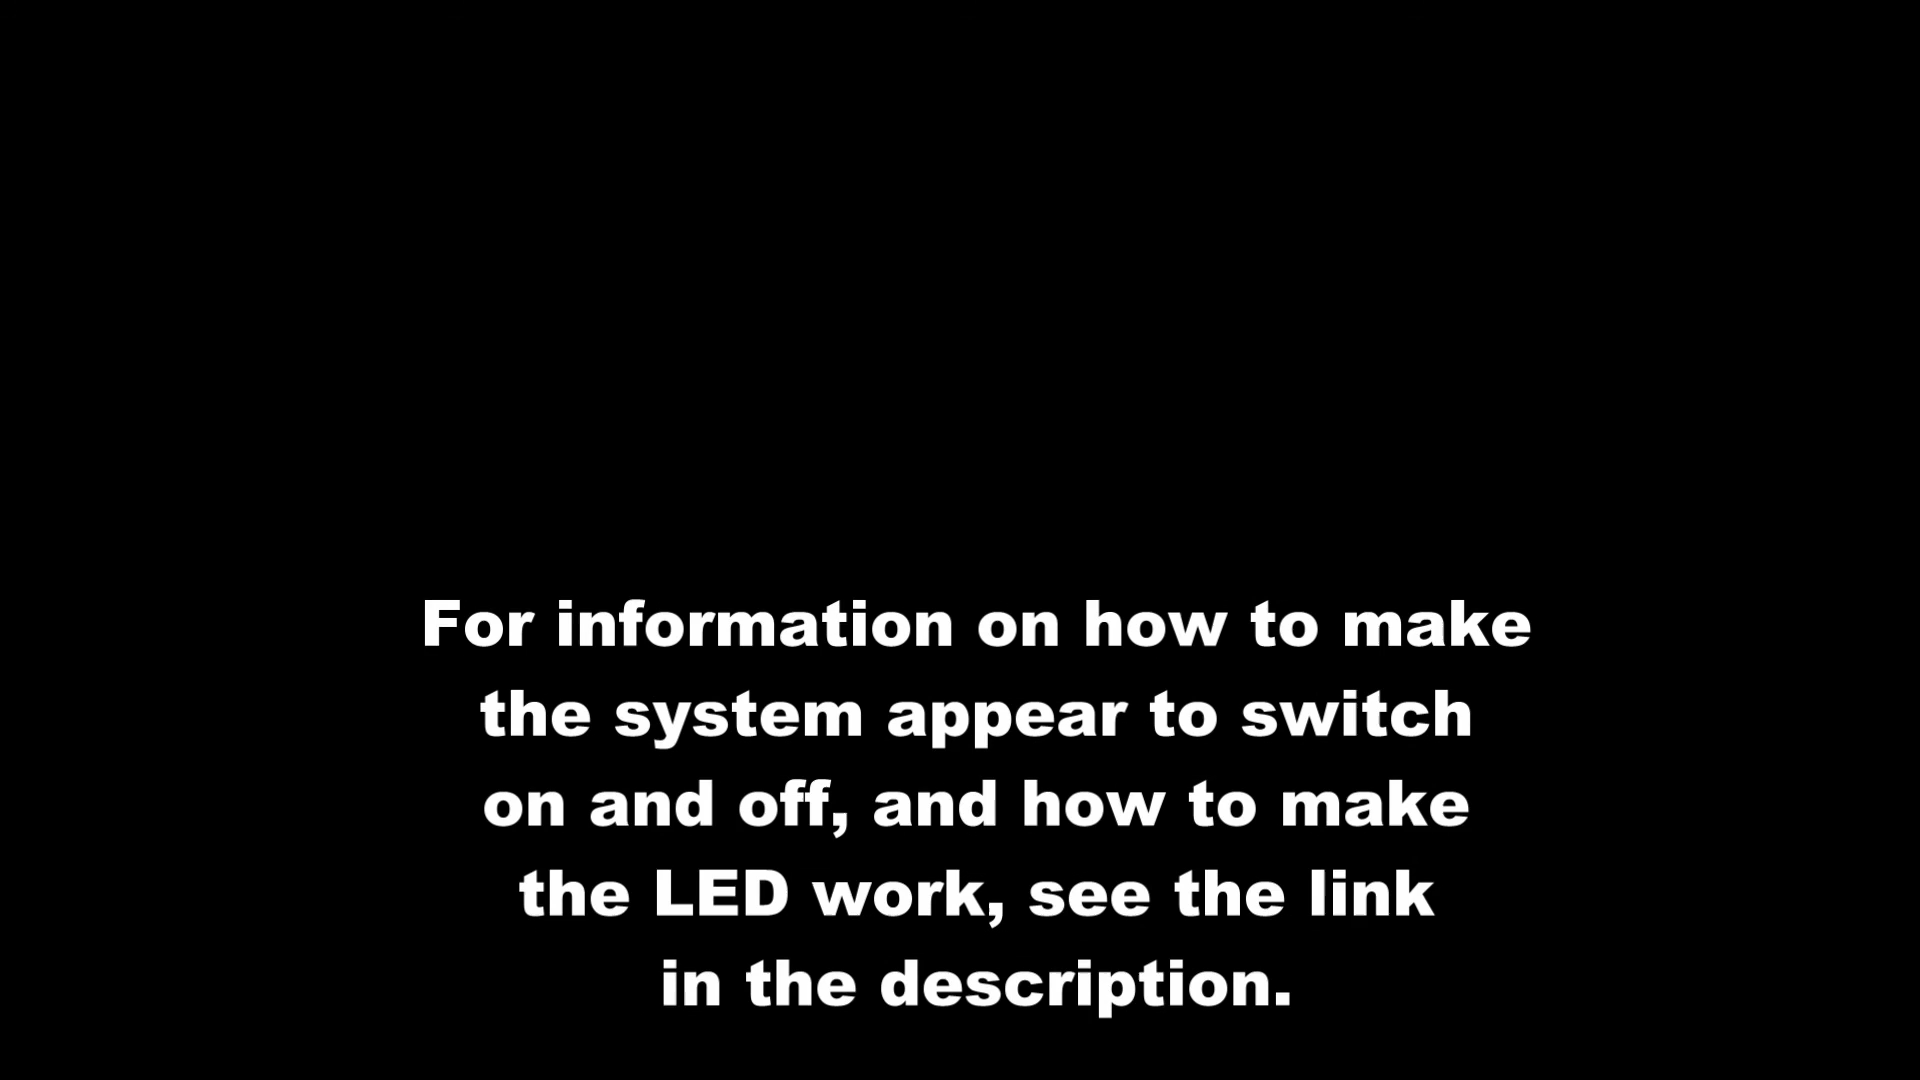 For information on how to make
the system appear to switch
on and off, and how to make
the LED work, see the link
in the description.